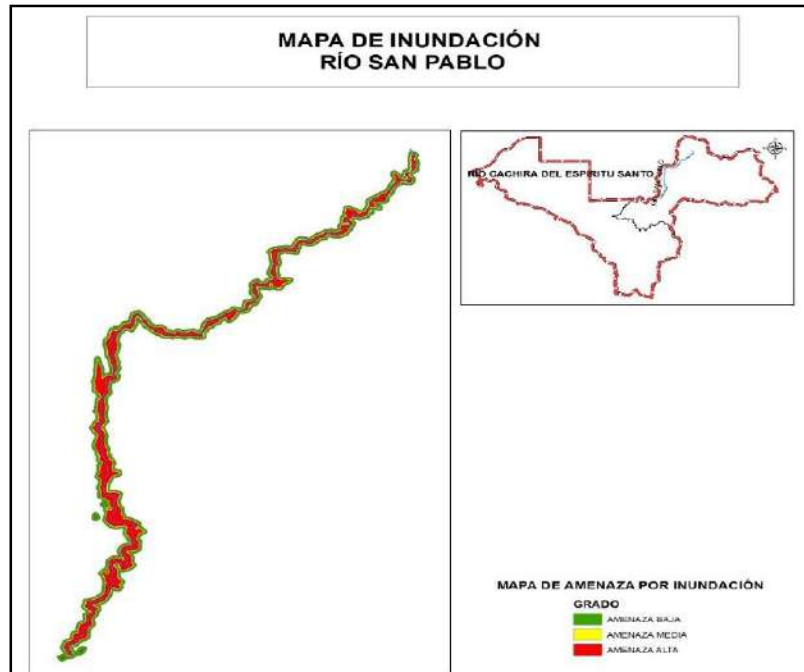 MAPA DE INUNDACIÓN
RÍO SAN PABLO
RÍO CACHIRA DEL ESPIRITU SANTO
MAPA DE AMENAZA POR INUNDACIÓN
GRADO
AMENAZA BAJA
AMENAZA MEDIA
AMENAZA ALTA